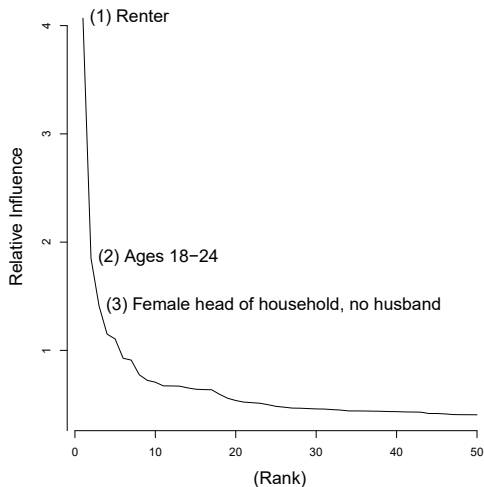 (1) Renter
(2) Ages 18−24
(3) Female head of household, no husband
Relative Influence
4
3
2
1
0
10
20
30
40
50
(Rank)